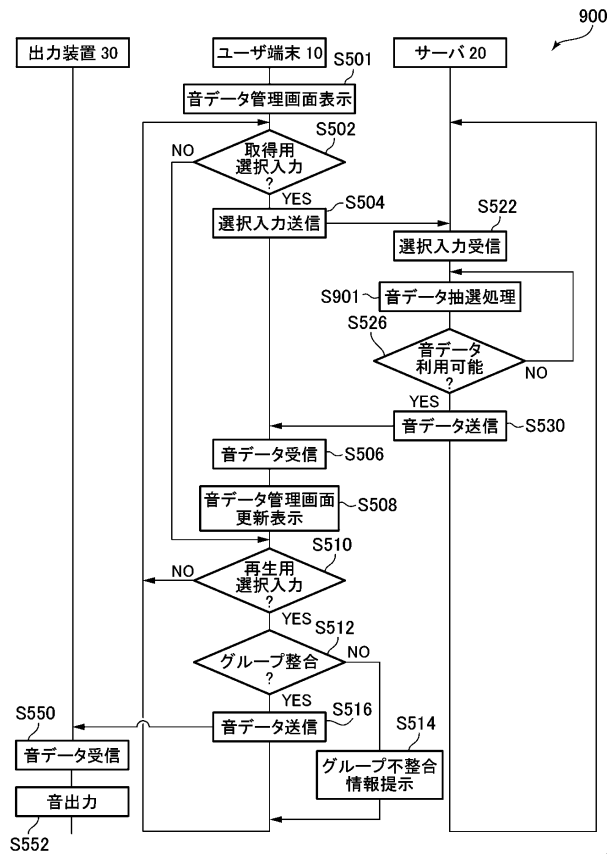 900
出力装置 30
ユーザ端末 10
サーバ 20
S501
音データ管理画面表示
S502
取得用
選択入力
?
NO
YES
S504
選択入力送信
S522
選択入力受信
S901
音データ抽選処理
S526
音データ
利用可能
?
NO
YES
音データ送信
S530
音データ受信
S506
音データ管理画面
更新表示
S508
S510
再生用
選択入力
?
NO
YES
S512
グループ整合
?
NO
YES
S516
音データ送信
S550
音データ受信
S514
グループ不整合
情報提示
音出力
S552